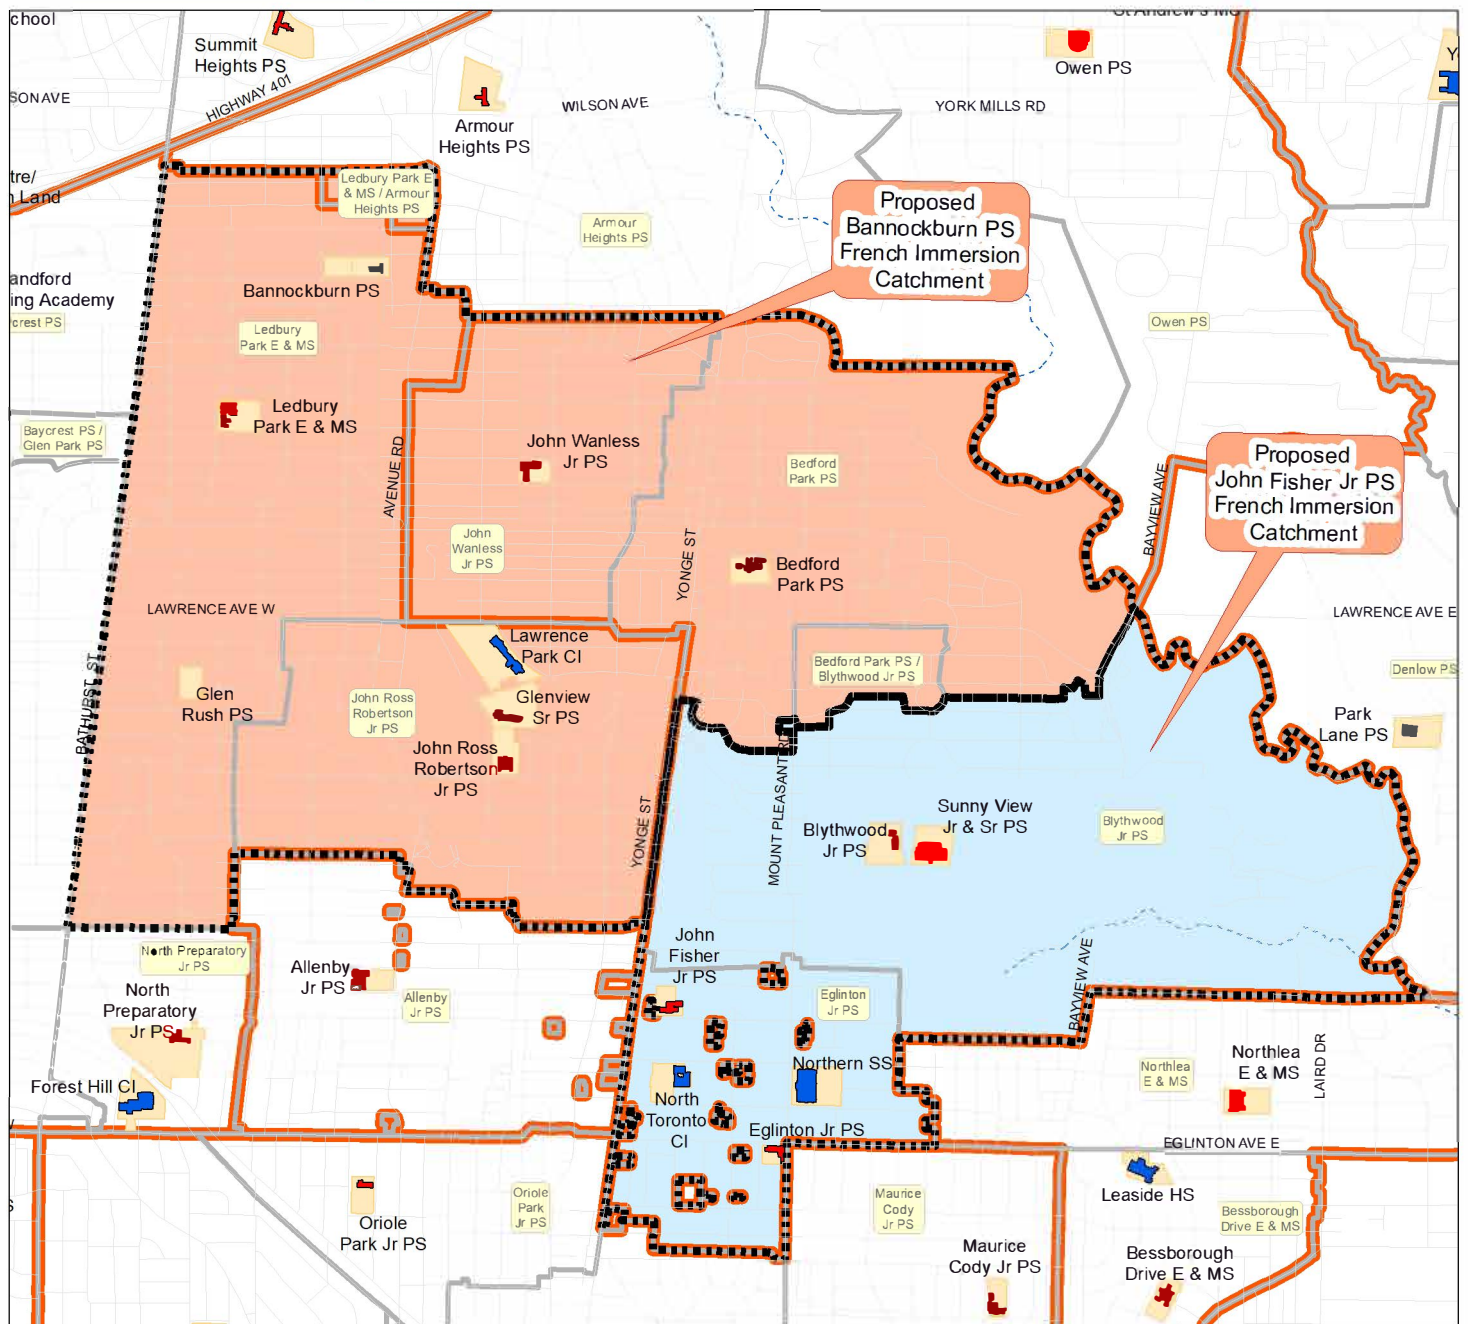 chool
Summit
Heights PS
HIGHWAY 401
SON AVE
Armour
Heights PS
WILSON AVE
St Andrew's MS
Owen PS
YORK MILLS RD
tre/
n Land
Ledbury Park E
& MS / Armour
Heights PS
Armour
Heights PS
Proposed
Bannockburn PS
French Immersion
Catchment
andford
ing Academy
ycrest PS
Bannockburn PS
Ledbury
Park E & MS
Owen PS
Ledbury
Park E & MS
Baycrest PS /
Glen Park PS
AVENUE RD
John Wanless
Jr PS
Bedford
Park PS
Proposed
John Fisher Jr PS
French Immersion
Catchment
BAYVIEW AVE
John
Wanless
Jr PS
YONGE ST
Bedford
Park PS
LAWRENCE AVE W
LAWRENCE AVE E
Lawrence
Park CI
Bedford Park PS /
Blythwood Jr PS
Denlow PS
Glen
Rush PS
BATHURST ST
John Ross
Robertson
Jr PS
Glenview
Sr PS
John Ross
Robertson
Jr PS
Park
Lane PS
YONGE ST
MOUNT PLEASANT RD
Blythwood
Jr PS
Sunny View
Jr & Sr PS
Blythwood
Jr PS
North Preparatory
Jr PS
Allenby
Jr PS
Allenby
Jr PS
John
Fisher
Jr PS
Eglinton
Jr PS
BAYVIEW AVE
North
Preparatory
Jr PS
Forest Hill CI
North
Toronto
CI
Northern SS
Northlea
E & MS
Northlea
E & MS
LAIRD DR
Eglinton Jr PS
EGLINTON AVE E
Leaside HS
Oriole
Park Jr PS
Oriole
Park
Jr PS
Maurice
Cody
Jr PS
Bessborough
Drive E & MS
Maurice
Cody Jr PS
Bessborough
Drive E & MS